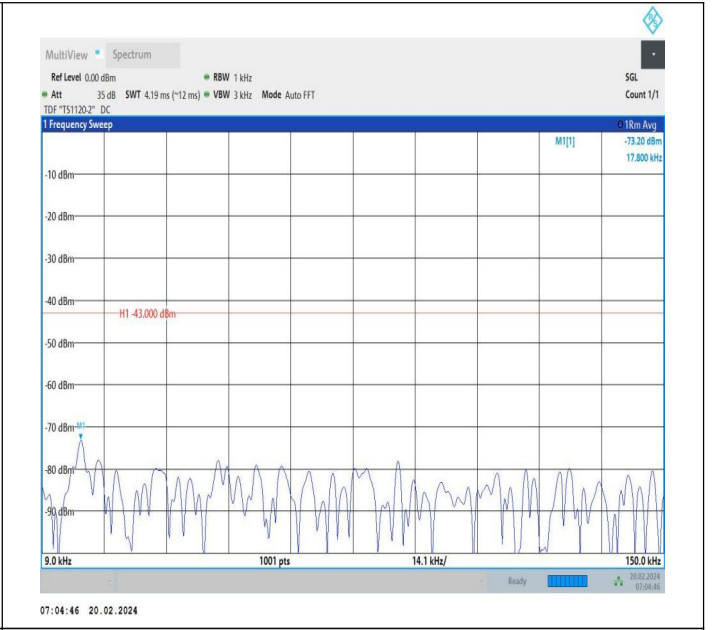 MultiView Spectrum
Ref Level 0.00 dBm RBW 1 kHz SGL
Att 35 dB SWT 4.19 ms (~12 ms) VBW 3 kHz Mode Auto FFT Count 1/1
TDF "TS1120-2" DC
1 Frequency Sweep 1Rm Avg
M1[1] -73.20 dBm
17.800 kHz
-10 dBm
-20 dBm
-30 dBm
-40 dBm
H1 -43.000 dBm
-50 dBm
-60 dBm
-70 dBm
M1
-80 dBm
-90 dBm
9.0 kHz 1001 pts 14.1 kHz/ 150.0 kHz
Ready 20.02.2024
07:04:46
07:04:46 20.02.2024